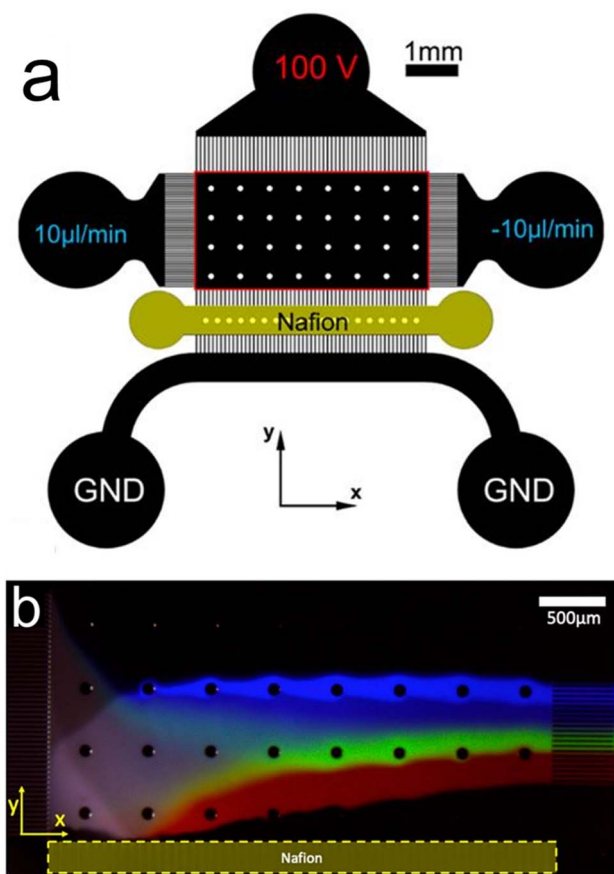 a
100 V
1mm
10µl/min
-10µl/min
Nafion
y
x
GND
GND
b
500µm
y
x
Nafion